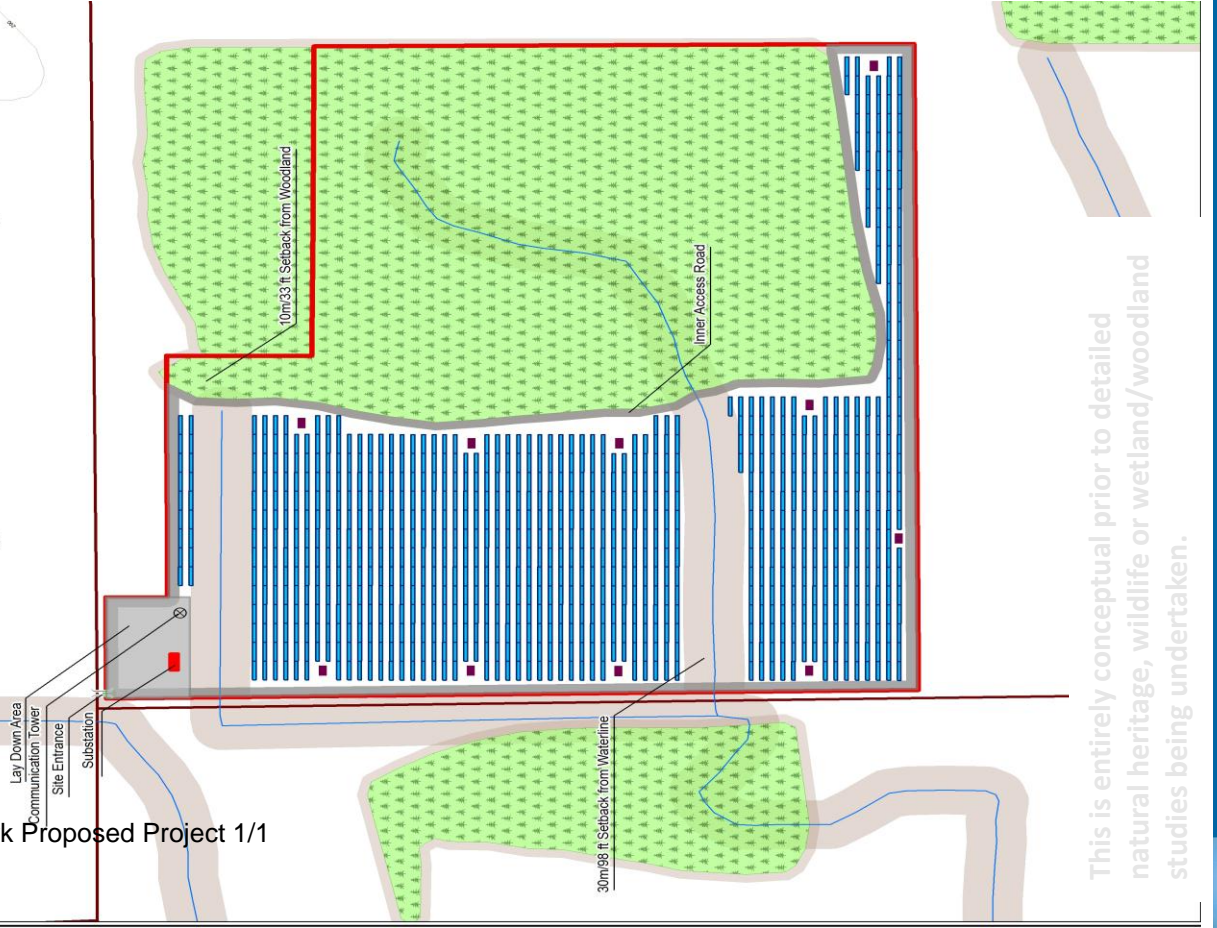 10m/33 ft Setback from Woodland
Inner Access Road
Lay Down Area
Communication Tower
Site Entrance
Substation
30m/98 ft Setback from Waterline
k Proposed Project 1/1
This is entirely conceptual prior to detailed
natural heritage, wildlife or wetland/woodland
studies being undertaken.